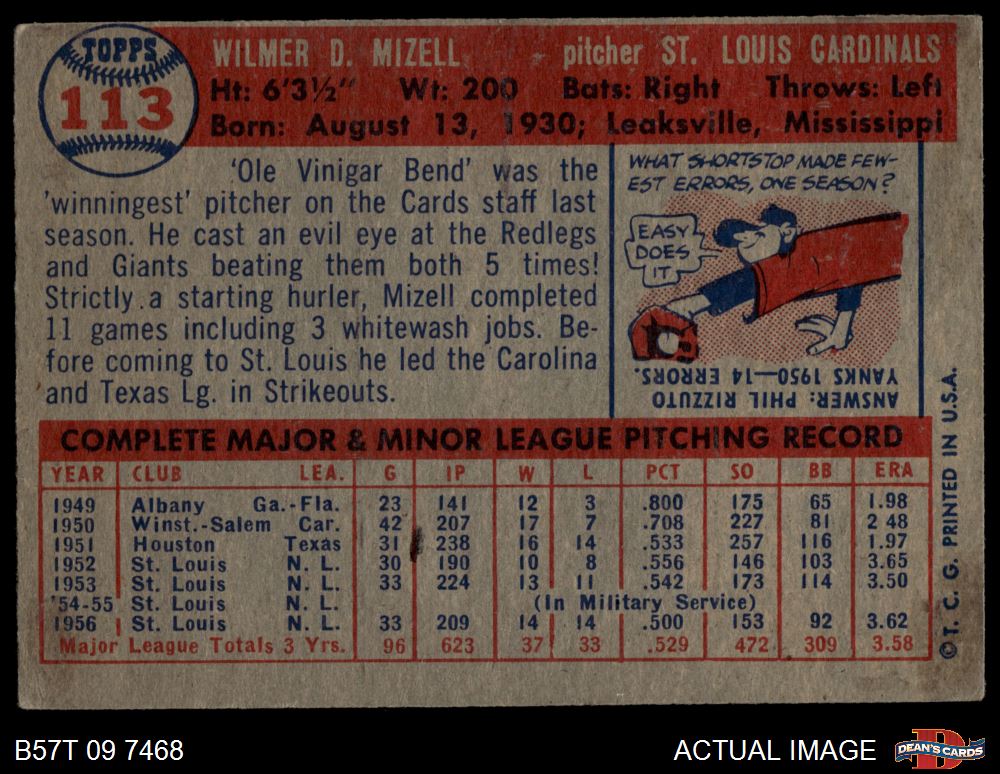 TOPPS
113
WILMER D. MIZELL pitcher ST. LOUIS CARDINALS
Ht: 6'3½" Wt: 200 Bats: Right Throws: Left
Born: August 13, 1930; Leaksville, Mississippi
'Ole Vinigar Bend' was the
'winningest' pitcher on the Cards staff last
season. He cast an evil eye at the Redlegs
and Giants beating them both 5 times!
Strictly a starting hurler, Mizell completed
11 games including 3 whitewash jobs. Be-
fore coming to St. Louis he led the Carolina
and Texas Lg. in Strikeouts.
WHAT SHORTSTOP MADE FEW-
EST ERRORS, ONE SEASON?
EASY
DOES
IT
ANSWER: PHIL RIZZUTO
YANKS 1950—14 ERRORS.
COMPLETE MAJOR & MINOR LEAGUE PITCHING RECORD
YEAR CLUB LEA. G IP W L PCT SO BB ERA
1949 Albany Ga.-Fla. 23 141 12 3 .800 175 65 1.98
1950 Winst.-Salem Car. 42 207 17 7 .708 227 81 2 48
1951 Houston Texas 31 238 16 14 .533 257 116 1.97
1952 St. Louis N. L. 30 190 10 8 .556 146 103 3.65
1953 St. Louis N. L. 33 224 13 11 .542 173 114 3.50
'54-55 St. Louis N. L. (In Military Service)
1956 St. Louis N. L. 33 209 14 14 .500 153 92 3.62
Major League Totals 3 Yrs. 96 623 37 33 .529 472 309 3.58
©T. C. G. PRINTED IN U.S.A.
B57T 09 7468 ACTUAL IMAGE
DEAN'S CARDS